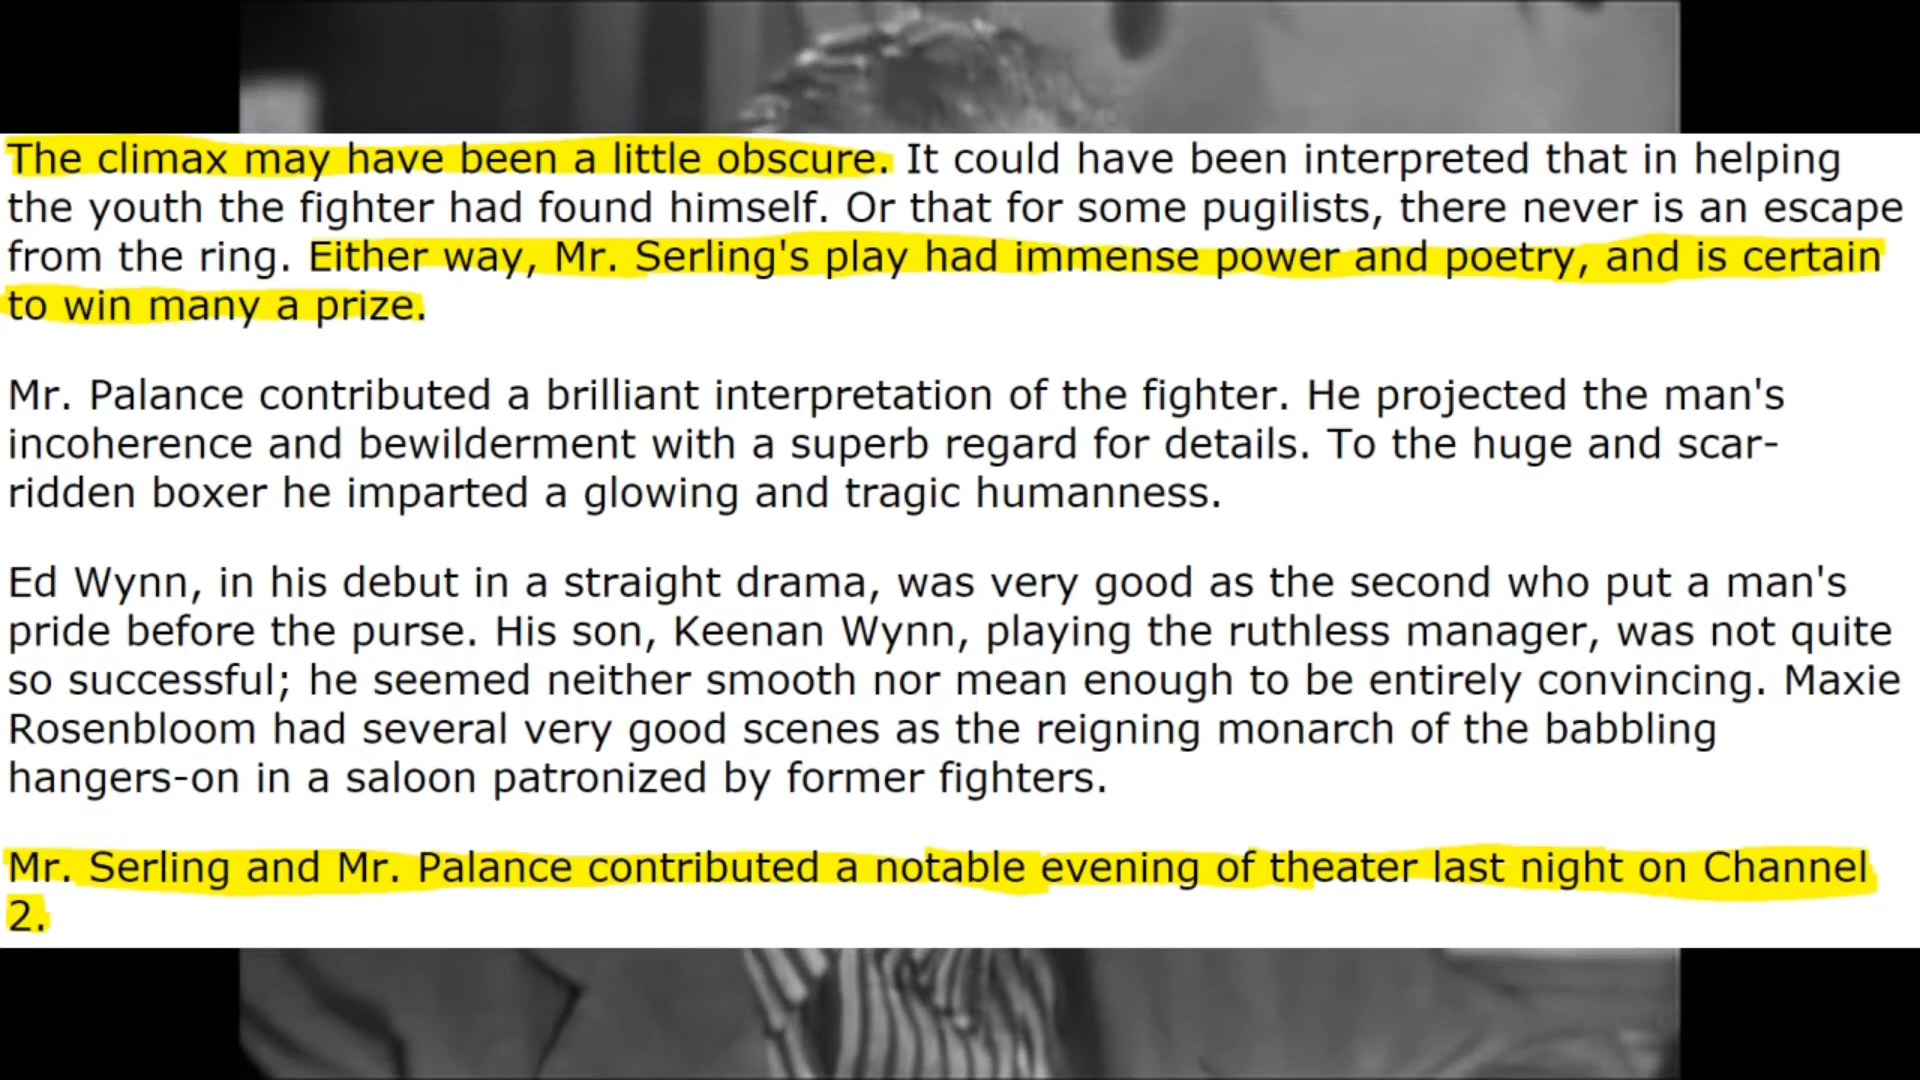 The climax may have been a little obscure. It could have been interpreted that in helping
the youth the fighter had found himself. Or that for some pugilists, there never is an escape
from the ring. Either way, Mr. Serling's play had immense power and poetry, and is certain
to win many a prize.
Mr. Palance contributed a brilliant interpretation of the fighter. He projected the man's
incoherence and bewilderment with a superb regard for details. To the huge and scar-
ridden boxer he imparted a glowing and tragic humanness.
Ed Wynn, in his debut in a straight drama, was very good as the second who put a man's
pride before the purse. His son, Keenan Wynn, playing the ruthless manager, was not quite
so successful; he seemed neither smooth nor mean enough to be entirely convincing. Maxie
Rosenbloom had several very good scenes as the reigning monarch of the babbling
hangers-on in a saloon patronized by former fighters.
Mr. Serling and Mr. Palance contributed a notable evening of theater last night on Channel
2.